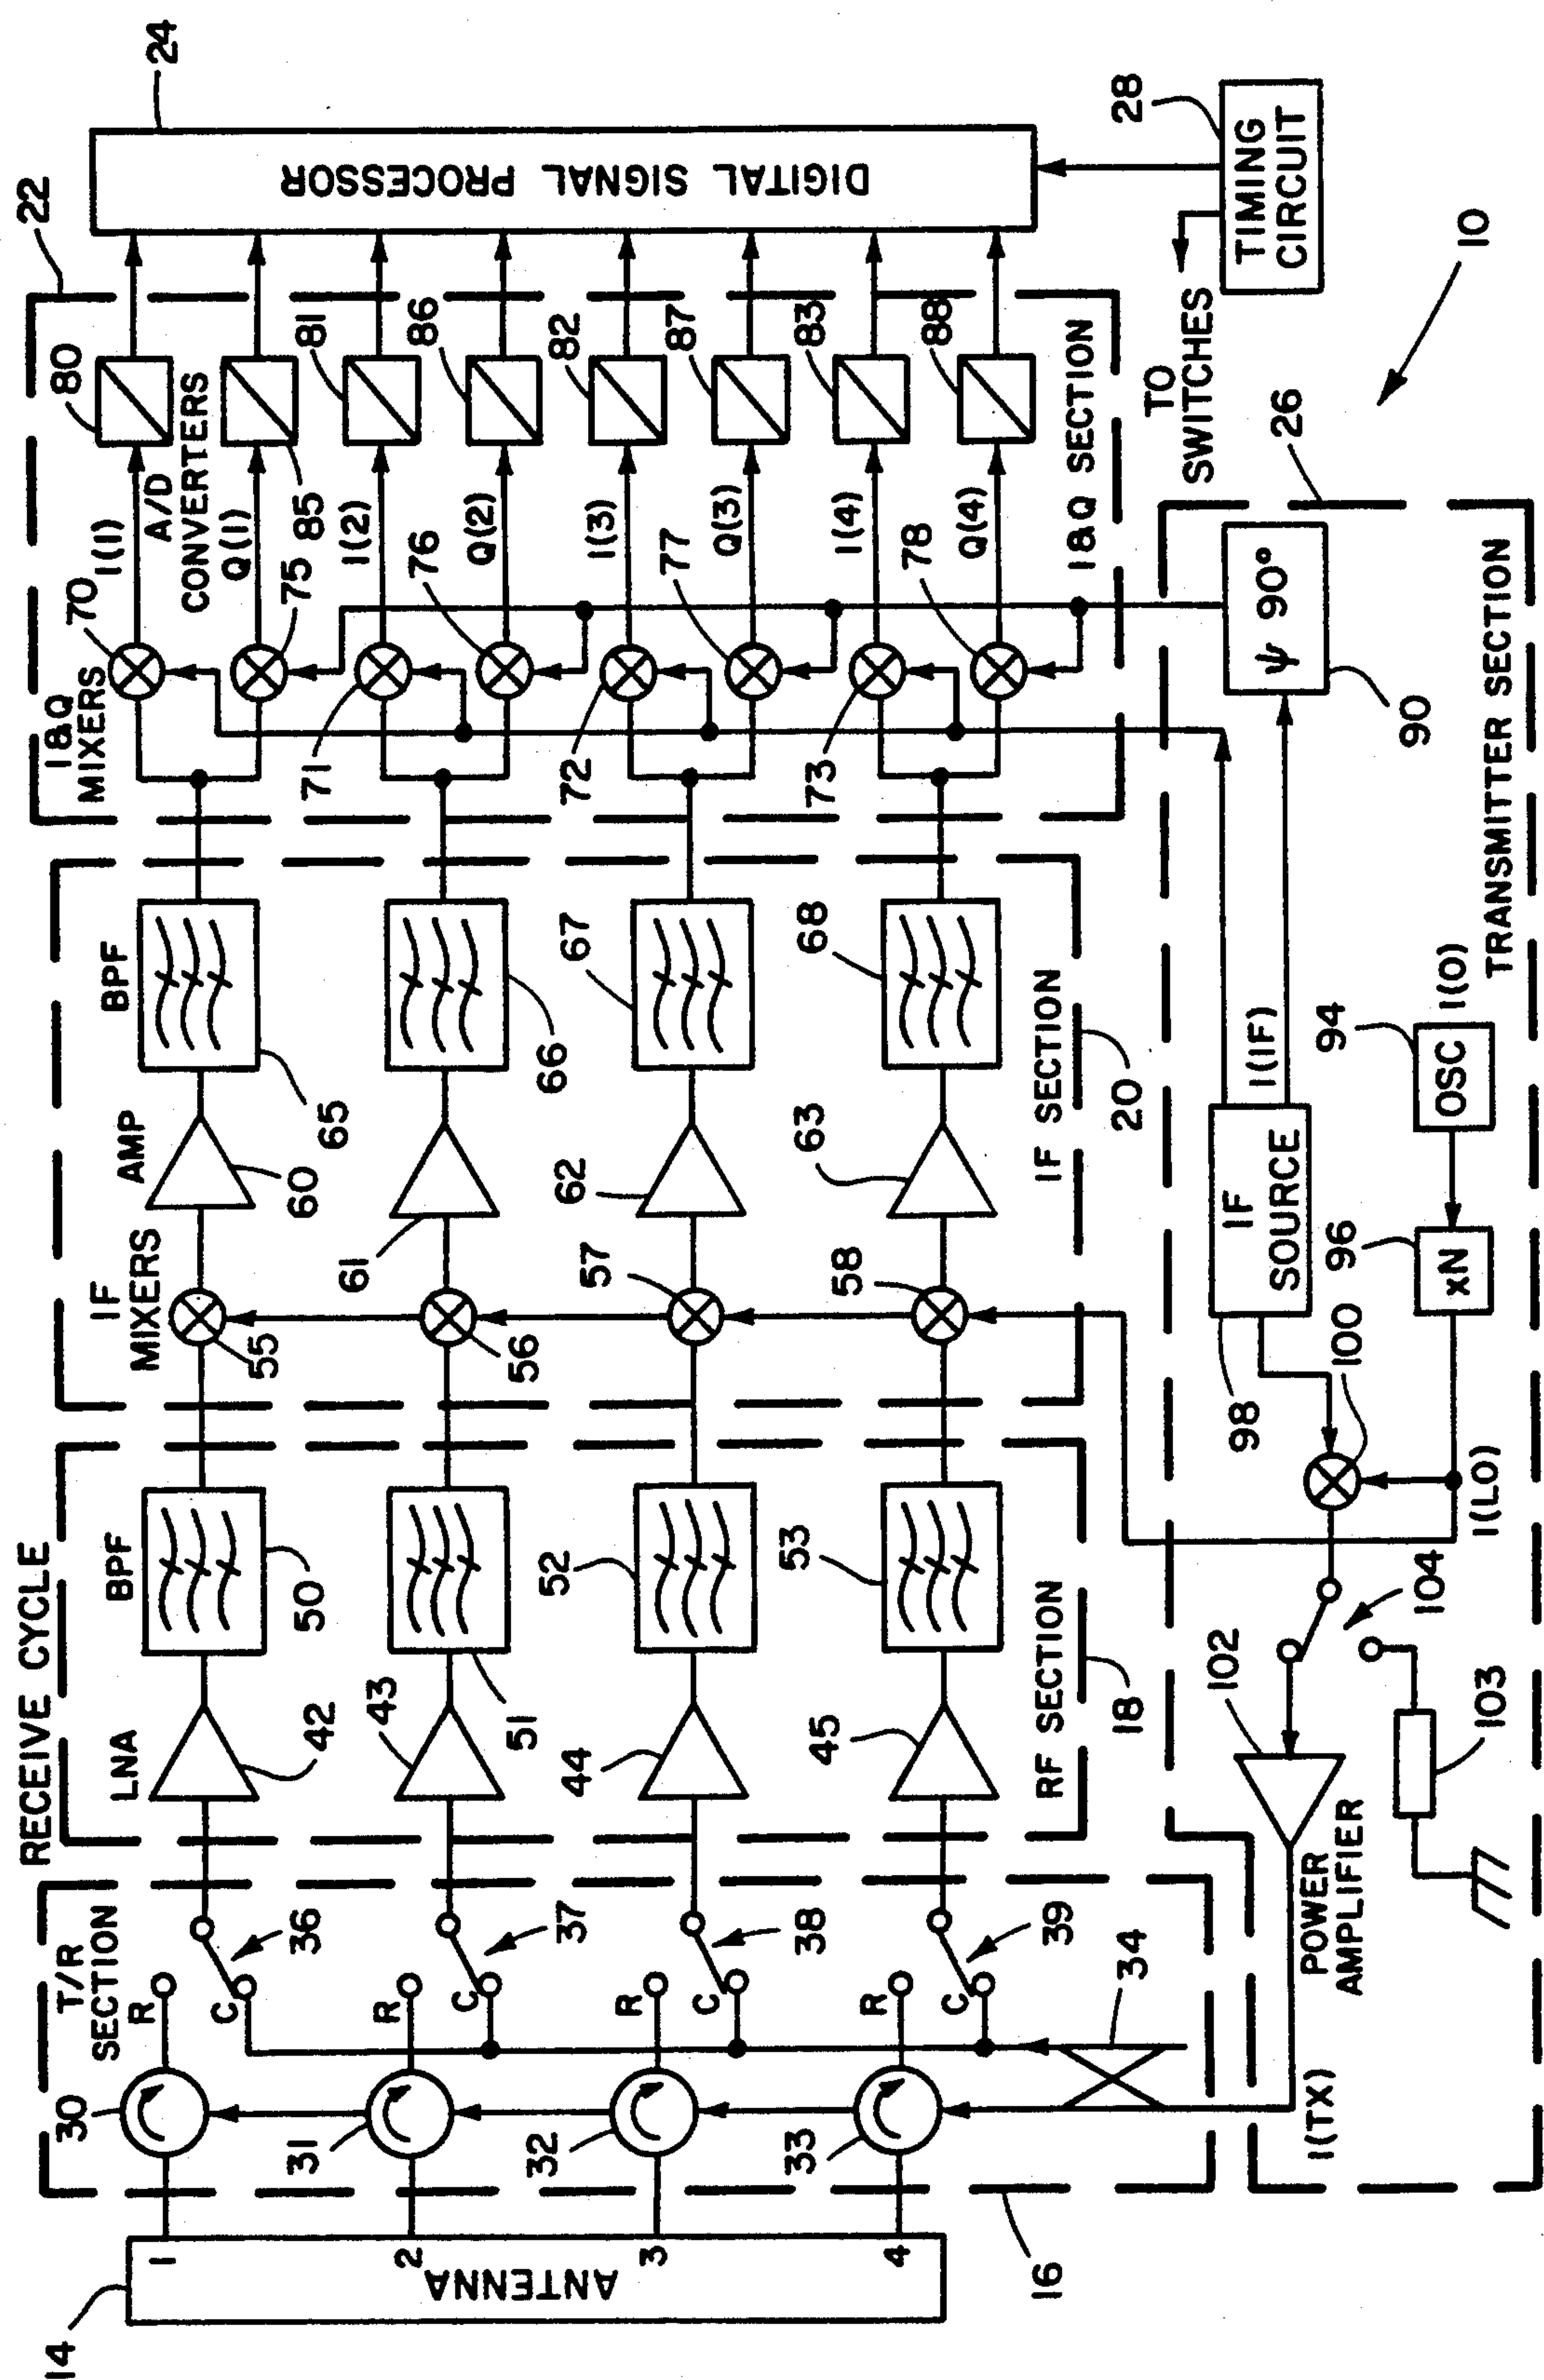 RECEIVE CYCLE
14
ANTENNA
1
2
3
4
16
T/R
SECTION
30
31
32
33
R
C
R
C
R
C
R
C
36
37
38
39
34
LNA
42
43
44
45
BPF
50
51
52
53
RF SECTION
18
IF
MIXERS
55
56
57
58
AMP
60
61
62
63
BPF
65
66
67
68
IF SECTION
20
I&Q
MIXERS
70
75
71
76
72
77
73
78
I(1)
Q(1)
I(2)
Q(2)
I(3)
Q(3)
I(4)
Q(4)
A/D
CONVERTERS
80
85
81
86
82
87
83
88
I&Q SECTION
22
DIGITAL SIGNAL PROCESSOR
24
TIMING
CIRCUIT
28
TO
SWITCHES
10
26
ψ 90°
90
I(IF)
IF
SOURCE
98
OSC
94
I(O)
xN
96
100
I(LO)
104
102
POWER
AMPLIFIER
103
I(TX)
TRANSMITTER SECTION